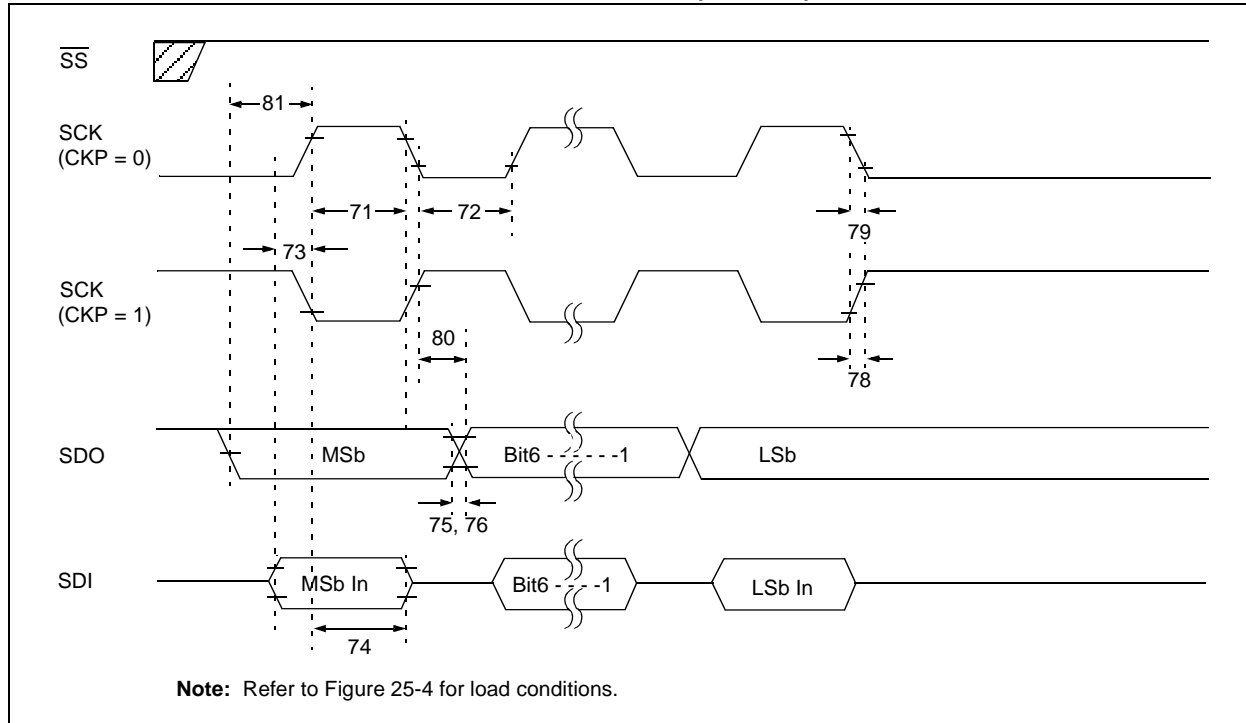 SS
81
SCK
(CKP = 0)
71
72
79
73
SCK
(CKP = 1)
80
78
SDO
MSb
Bit6 - - - - - -1
LSb
75, 76
SDI
MSb In
Bit6 - - - -1
LSb In
74
Note: Refer to Figure 25-4 for load conditions.